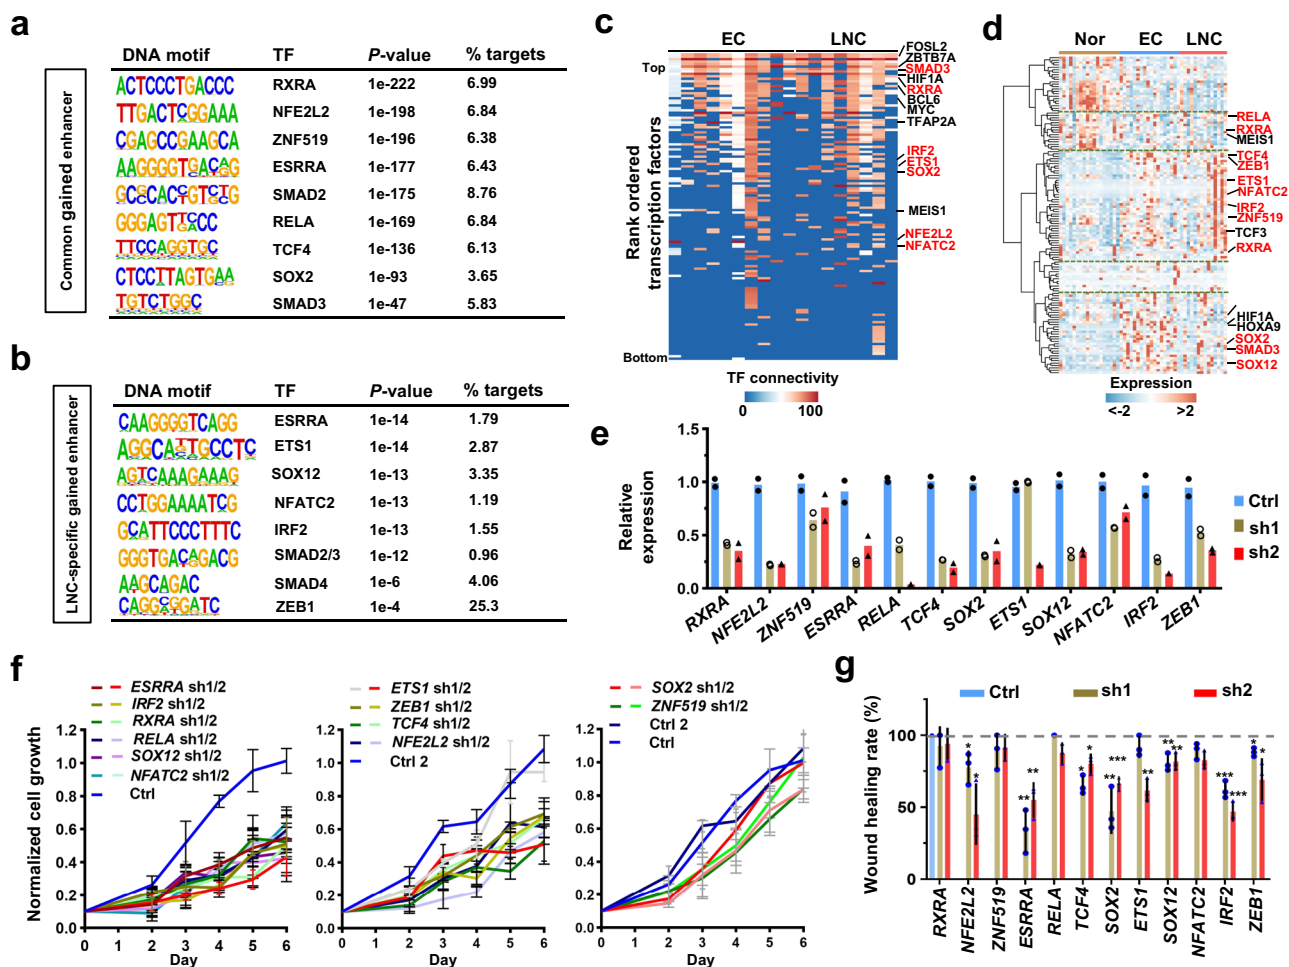 a
DNA motif TF P-value % targets
Common gained enhancer
ACTCCCTGACCC RXRA 1e-222 6.99
TTGACTCGGAAA NFE2L2 1e-198 6.84
CGAGCCGAAGCA ZNF519 1e-196 6.38
AAGGGGTGACG ESRRA 1e-177 6.43
SMAD2 1e-175 8.76
RELA 1e-169 6.84
TTCCAGGTGC TCF4 1e-136 6.13
CTCCTTAGTGAA SOX2 1e-93 3.65
TGTCTGGC SMAD3 1e-47 5.83
b
DNA motif TF P-value % targets
LNC-specific gained enhancer
CAAGGGGTCAGG ESRRA 1e-14 1.79
ETS1 1e-14 2.87
AGTCAAAGAAAG SOX12 1e-13 3.35
CCTGGAAAATCG NFATC2 1e-13 1.19
GCATTCCCTTTC IRF2 1e-13 1.55
GGGTGACAGACG SMAD2/3 1e-12 0.96
AAGCAGAC SMAD4 1e-6 4.06
ZEB1 1e-4 25.3
c
EC LNC
Rank ordered
transcription factors
Top
Bottom
FOSL2
ZBTB7A
SMAD3
HIF1A
RXRA
BCL6
MYC
TFAP2A
IRF2
ETS1
SOX2
MEIS1
NFE2L2
NFATC2
TF connectivity
0 100
d
Nor EC LNC
RELA
RXRA
MEIS1
TCF4
ZEB1
ETS1
NFATC2
IRF2
ZNF519
TCF3
RXRA
HIF1A
HOXA9
SOX2
SMAD3
SOX12
Expression
<-2 >2
e
Relative
expression
1.5
1.0
0.5
0.0
RXRA NFE2L2 ZNF519 ESRRA RELA TCF4 SOX2 ETS1 SOX12 NFATC2 IRF2 ZEB1
Ctrl
sh1
sh2
f
Normalized cell growth
ESRRA sh1/2
IRF2 sh1/2
RXRA sh1/2
RELA sh1/2
SOX12 sh1/2
NFATC2 sh1/2
Ctrl
1.2
1.0
0.8
0.6
0.4
0.2
0.0
0 1 2 3 4 5 6
Day
ETS1 sh1/2
ZEB1 sh1/2
TCF4 sh1/2
NFE2L2 sh1/2
Ctrl 2
1.2
1.0
0.8
0.6
0.4
0.2
0.0
0 1 2 3 4 5 6
Day
SOX2 sh1/2
ZNF519 sh1/2
Ctrl 2
Ctrl
1.2
1.0
0.8
0.6
0.4
0.2
0.0
0 1 2 3 4 5 6
Day
g
Ctrl sh1 sh2
Wound healing rate (%)
100
50
0
* * ** ** * * ** *** ** ** ** *** *** * *
RXRA NFE2L2 ZNF519 ESRRA RELA TCF4 SOX2 ETS1 SOX12 NFATC2 IRF2 ZEB1